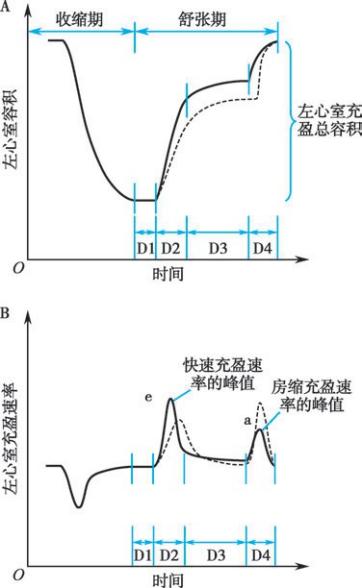 A
收缩期
舒张期
左心室容积
左心室充
盈总容积
D1
D2
D3
D4
O
时间
B
左心室充盈速率
快速充盈速
率的峰值
e
房缩充盈速
率的峰值
a
D1
D2
D3
D4
O
时间